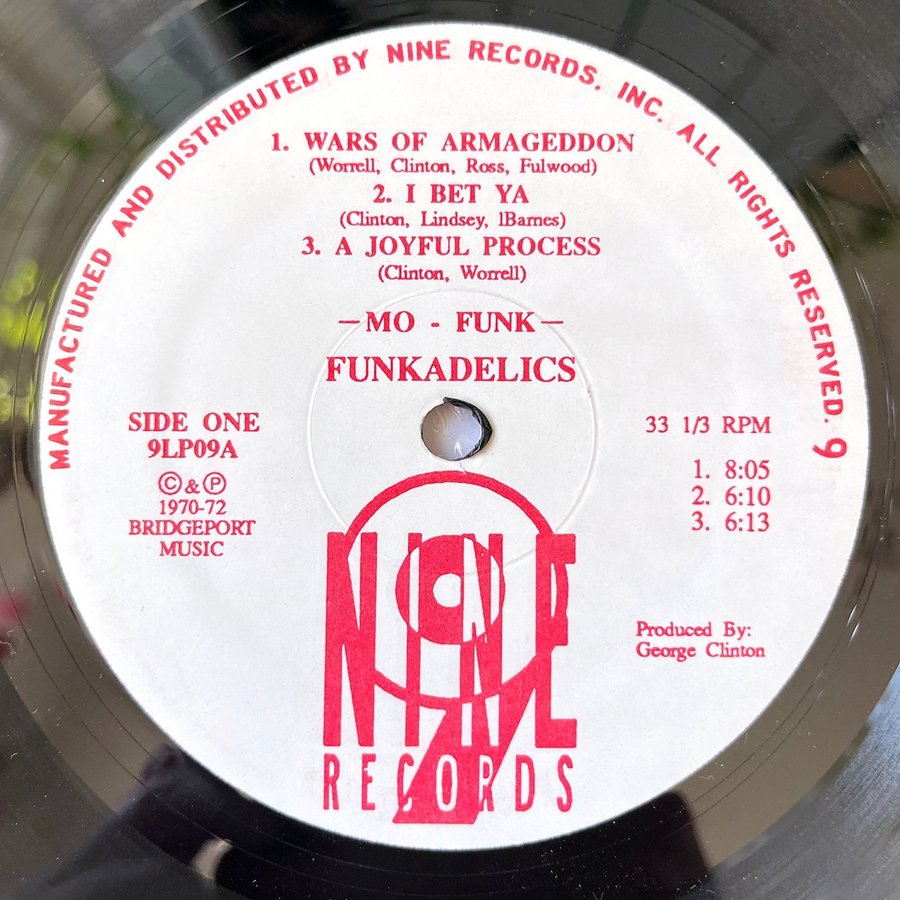 MANUFACTURED AND DISTRIBUTED BY NINE RECORDS, INC. ALL RIGHTS RESERVED. 9
1. WARS OF ARMAGEDDON
(Worrell, Clinton, Ross, Fulwood)
2. I BET YA
(Clinton, Lindsey, lBarnes)
3. A JOYFUL PROCESS
(Clinton, Worrell)
—MO - FUNK—
FUNKADELICS
SIDE ONE
9LP09A
© & ℗
1970-72
BRIDGEPORT
MUSIC
33 1/3 RPM
1. 8:05
2. 6:10
3. 6:13
Produced By:
George Clinton
NINE
RECORDS